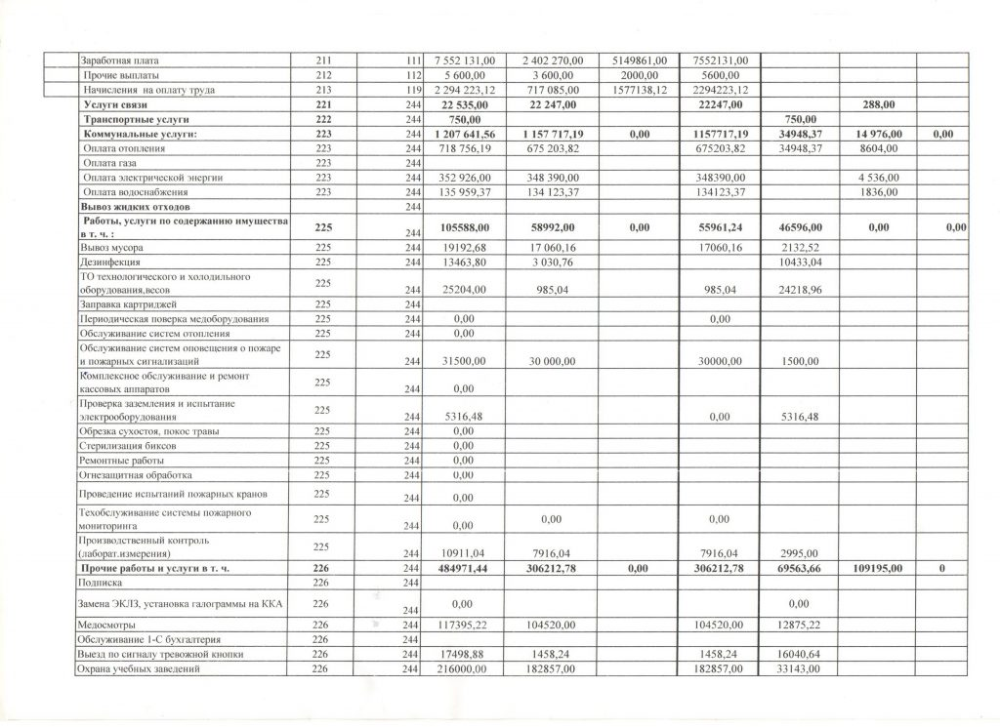 Заработная плата 211 111 7 552 131,00 2 402 270,00 5149861,00 7552131,00
Прочие выплаты 212 112 5 600,00 3 600,00 2000,00 5600,00
Начисления на оплату труда 213 119 2 294 223,12 717 085,00 1577138,12 2294223,12
Услуги связи 221 244 22 535,00 22 247,00 22247,00 288,00
Транспортные услуги 222 244 750,00 750,00
Коммунальные услуги: 223 244 1 207 641,56 1 157 717,19 0,00 1157717,19 34948,37 14 976,00 0,00
Оплата отопления 223 244 718 756,19 675 203,82 675203,82 34948,37 8604,00
Оплата газа 223 244
Оплата электрической энергии 223 244 352 926,00 348 390,00 348390,00 4 536,00
Оплата водоснабжения 223 244 135 959,37 134 123,37 134123,37 1836,00
Вывоз жидких отходов 244
Работы, услуги по содержанию имущества
в т. ч. : 225 244 105588,00 58992,00 0,00 55961,24 46596,00 0,00 0,00
Вывоз мусора 225 244 19192,68 17 060,16 17060,16 2132,52
Дезинфекция 225 244 13463,80 3 030,76 10433,04
ТО технологического и холодильного
оборудования,весов 225 244 25204,00 985,04 985,04 24218,96
Заправка картриджей 225 244
Периодическая поверка медоборудования 225 244 0,00 0,00
Обслуживание систем отопления 225 244 0,00
Обслуживание систем оповещения о пожаре
и пожарных сигнализаций 225 244 31500,00 30 000,00 30000,00 1500,00
Комплексное обслуживание и ремонт
кассовых аппаратов 225 244 0,00
Проверка заземления и испытание
электрооборудования 225 244 5316,48 0,00 5316,48
Обрезка сухостоя, покос травы 225 244 0,00
Стерилизация биксов 225 244 0,00
Ремонтные работы 225 244 0,00
Огнезащитная обработка 225 244 0,00
Проведение испытаний пожарных кранов 225 244 0,00
Техобслуживание системы пожарного
мониторинга 225 244 0,00 0,00 0,00
Производственный контроль
(лаборат.измерения) 225 244 10911,04 7916,04 7916,04 2995,00
Прочие работы и услуги в т. ч. 226 244 484971,44 306212,78 0,00 306212,78 69563,66 109195,00 0
Подписка 226 244
Замена ЭКЛЗ, установка галограммы на ККА 226 244 0,00 0,00
Медосмотры 226 244 117395,22 104520,00 104520,00 12875,22
Обслуживание 1-С бухгалтерия 226 244
Выезд по сигналу тревожной кнопки 226 244 17498,88 1458,24 1458,24 16040,64
Охрана учебных заведений 226 244 216000,00 182857,00 182857,00 33143,00